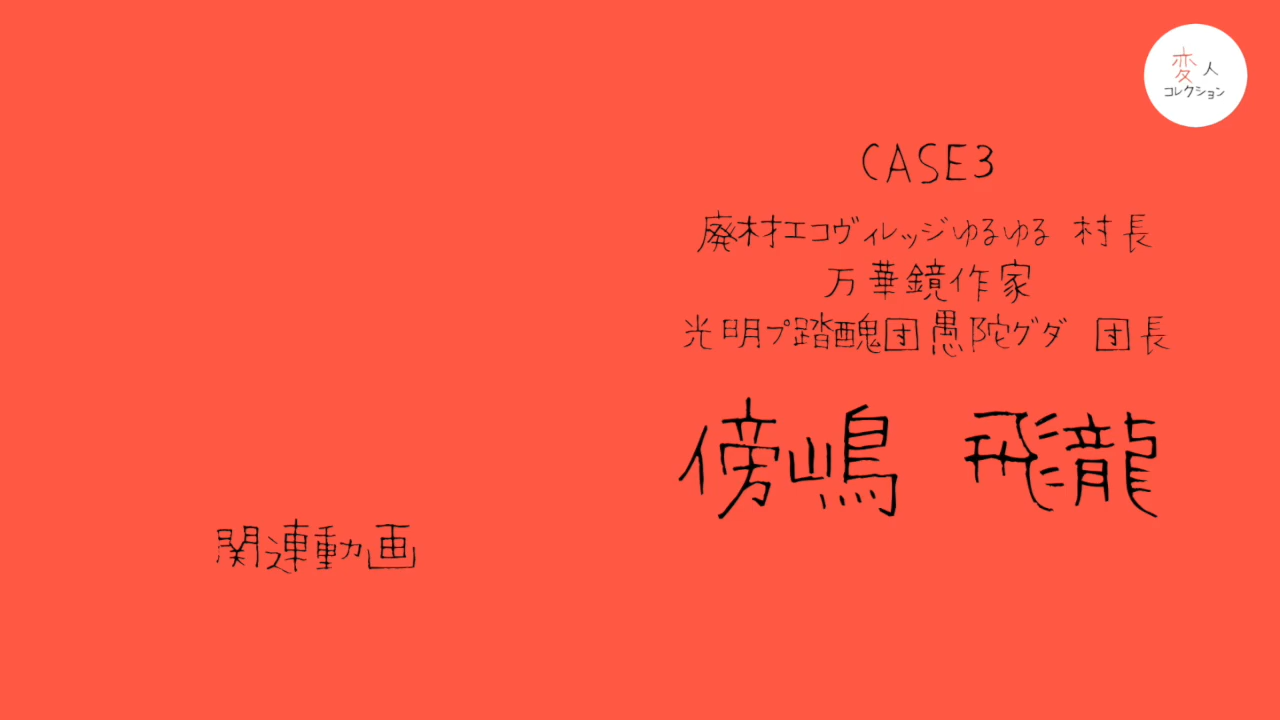 変人
コレクション
CASE3
廃材エコヴィレッジゆるゆる 村長
万華鏡作家
光明プ踏醜団愚陀ゲダ 団長
傍嶋 飛龍
関連動画